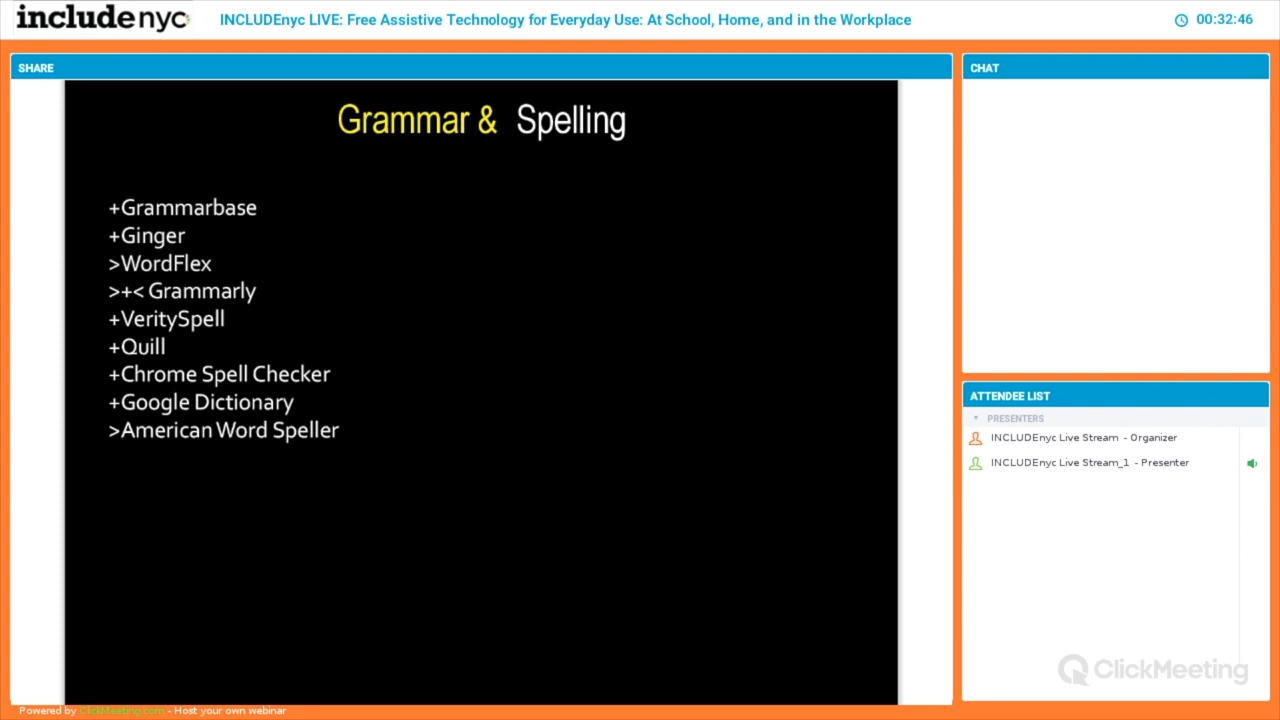 includenyc
INCLUDEnyc LIVE: Free Assistive Technology for Everyday Use: At School, Home, and in the Workplace
00:32:46
SHARE
Grammar & Spelling
+Grammarbase
+Ginger
>WordFlex
>+< Grammarly
+VeritySpell
+Quill
+Chrome Spell Checker
+Google Dictionary
>American Word Speller
CHAT
ATTENDEE LIST
PRESENTERS
INCLUDEnyc Live Stream - Organizer
INCLUDEnyc Live Stream_1 - Presenter
ClickMeeting
Powered by ClickMeeting.com - Host your own webinar